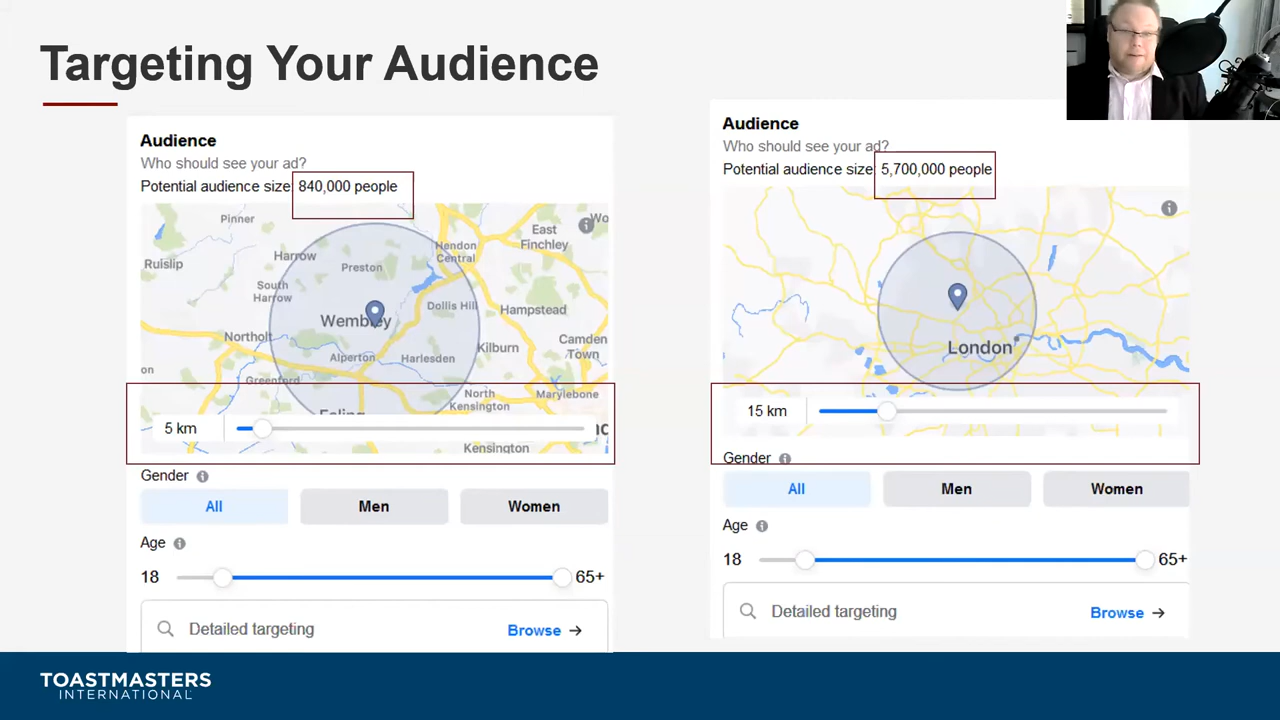 Targeting Your Audience
Audience
Who should see your ad?
Potential audience size: 840,000 people
Pinner
Wo
East
Finchley
Hendon
Central
Harrow
Ruislip
Preston
South
Harrow
Dollis Hill
Hampstead
Wembley
Northolt
Kilburn
Camden
Town
Alperton
Harlesden
on
Greenford
North
Kensington
Marylebone
Ealing
5 km
nd
Kensington
Gender
All
Men
Women
Age
18
65+
Detailed targeting
Browse →
Audience
Who should see your ad?
Potential audience size: 5,700,000 people
London
15 km
Gender
All
Men
Women
Age
18
65+
Detailed targeting
Browse →
TOASTMASTERS
INTERNATIONAL